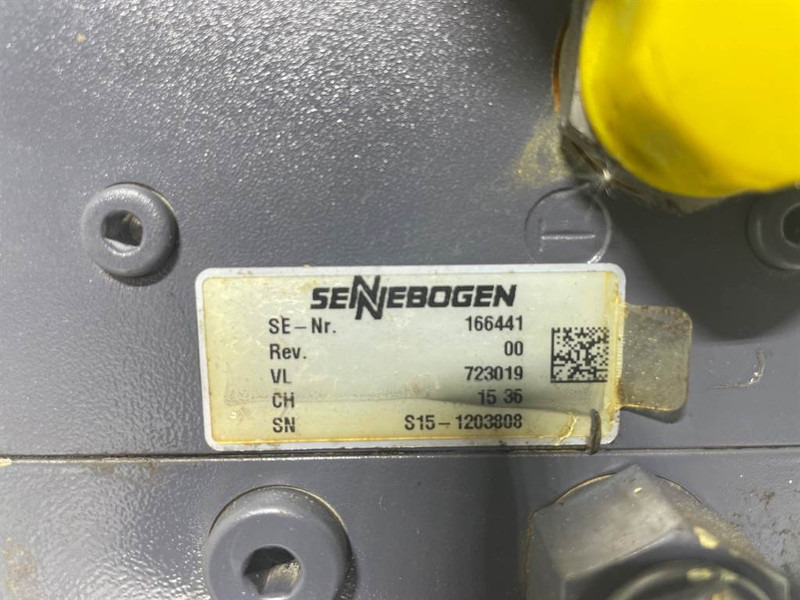 SENNEBOGEN
SE-Nr. 166441
Rev. 00
VL 723019
CH 15 36
SN S15-1203808